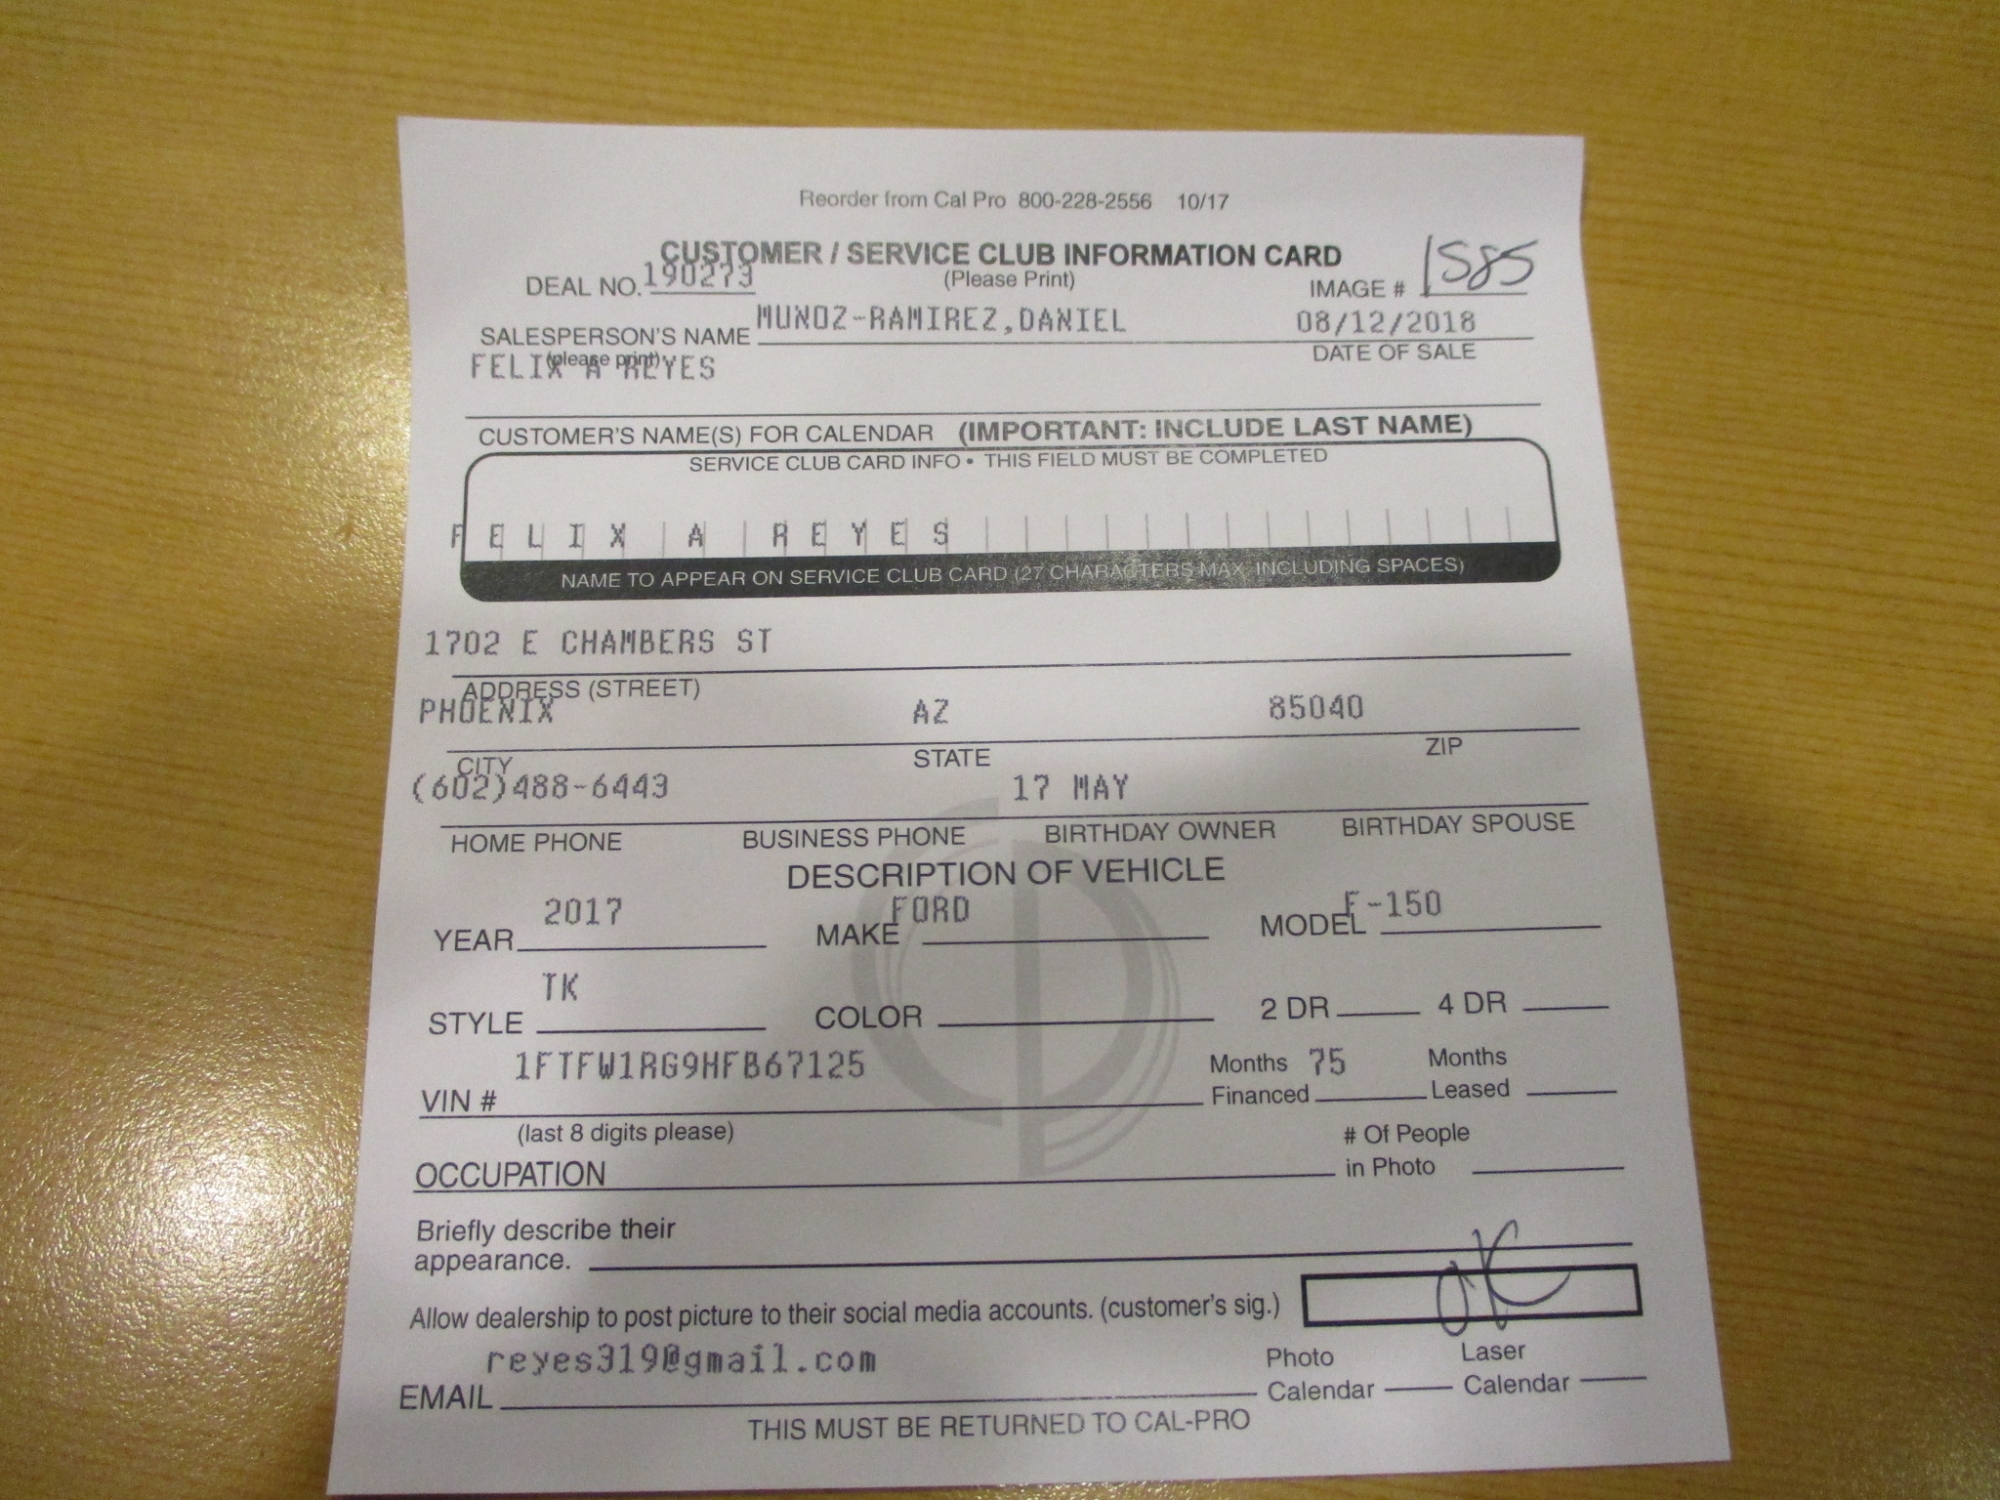 Reorder from Cal Pro 800-228-2556 10/17
CUSTOMER / SERVICE CLUB INFORMATION CARD
DEAL NO. 190273 (Please Print) IMAGE # 1585
SALESPERSON'S NAME MUNOZ-RAMIREZ,DANIEL 08/12/2018
(please print) DATE OF SALE
FELIX A REYES
CUSTOMER'S NAME(S) FOR CALENDAR (IMPORTANT: INCLUDE LAST NAME)
SERVICE CLUB CARD INFO • THIS FIELD MUST BE COMPLETED
FELIX A REYES
NAME TO APPEAR ON SERVICE CLUB CARD (27 CHARACTERS MAX. INCLUDING SPACES)
1702 E CHAMBERS ST
ADDRESS (STREET)
PHOENIX AZ 85040
CITY STATE ZIP
(602)488-6443 17 MAY
HOME PHONE BUSINESS PHONE BIRTHDAY OWNER BIRTHDAY SPOUSE
DESCRIPTION OF VEHICLE
YEAR 2017 MAKE FORD MODEL F-150
STYLE TK COLOR 2 DR 4 DR
VIN # 1FTFW1RG9HFB67125 Months Financed 75 Months Leased
(last 8 digits please) # Of People
OCCUPATION in Photo
Briefly describe their
appearance.
Allow dealership to post picture to their social media accounts. (customer's sig.) OK
reyes319@gmail.com Photo Laser
EMAIL Calendar Calendar
THIS MUST BE RETURNED TO CAL-PRO